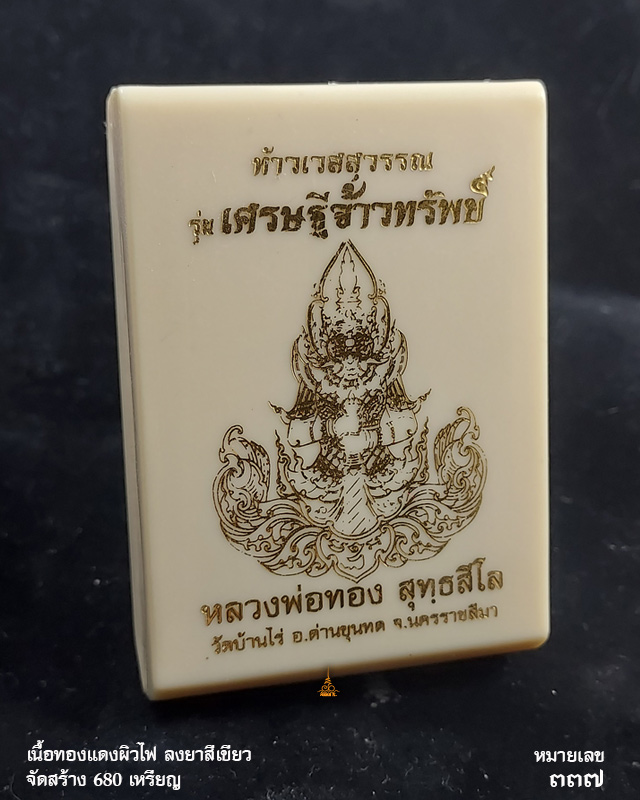 ท้าวเวสสุวรรณ
รุ่น เศรษฐีจ้าวทรัพย์
หลวงพ่อทอง สุทฺธสีโล
วัดบ้านไร่ อ.ด่านขุนทด จ.นครราชสีมา
เนื้อทองแดงผิวไฟ ลงยาสีเขียว
จัดสร้าง 680 เหรียญ
หมายเลข
๓๓๗